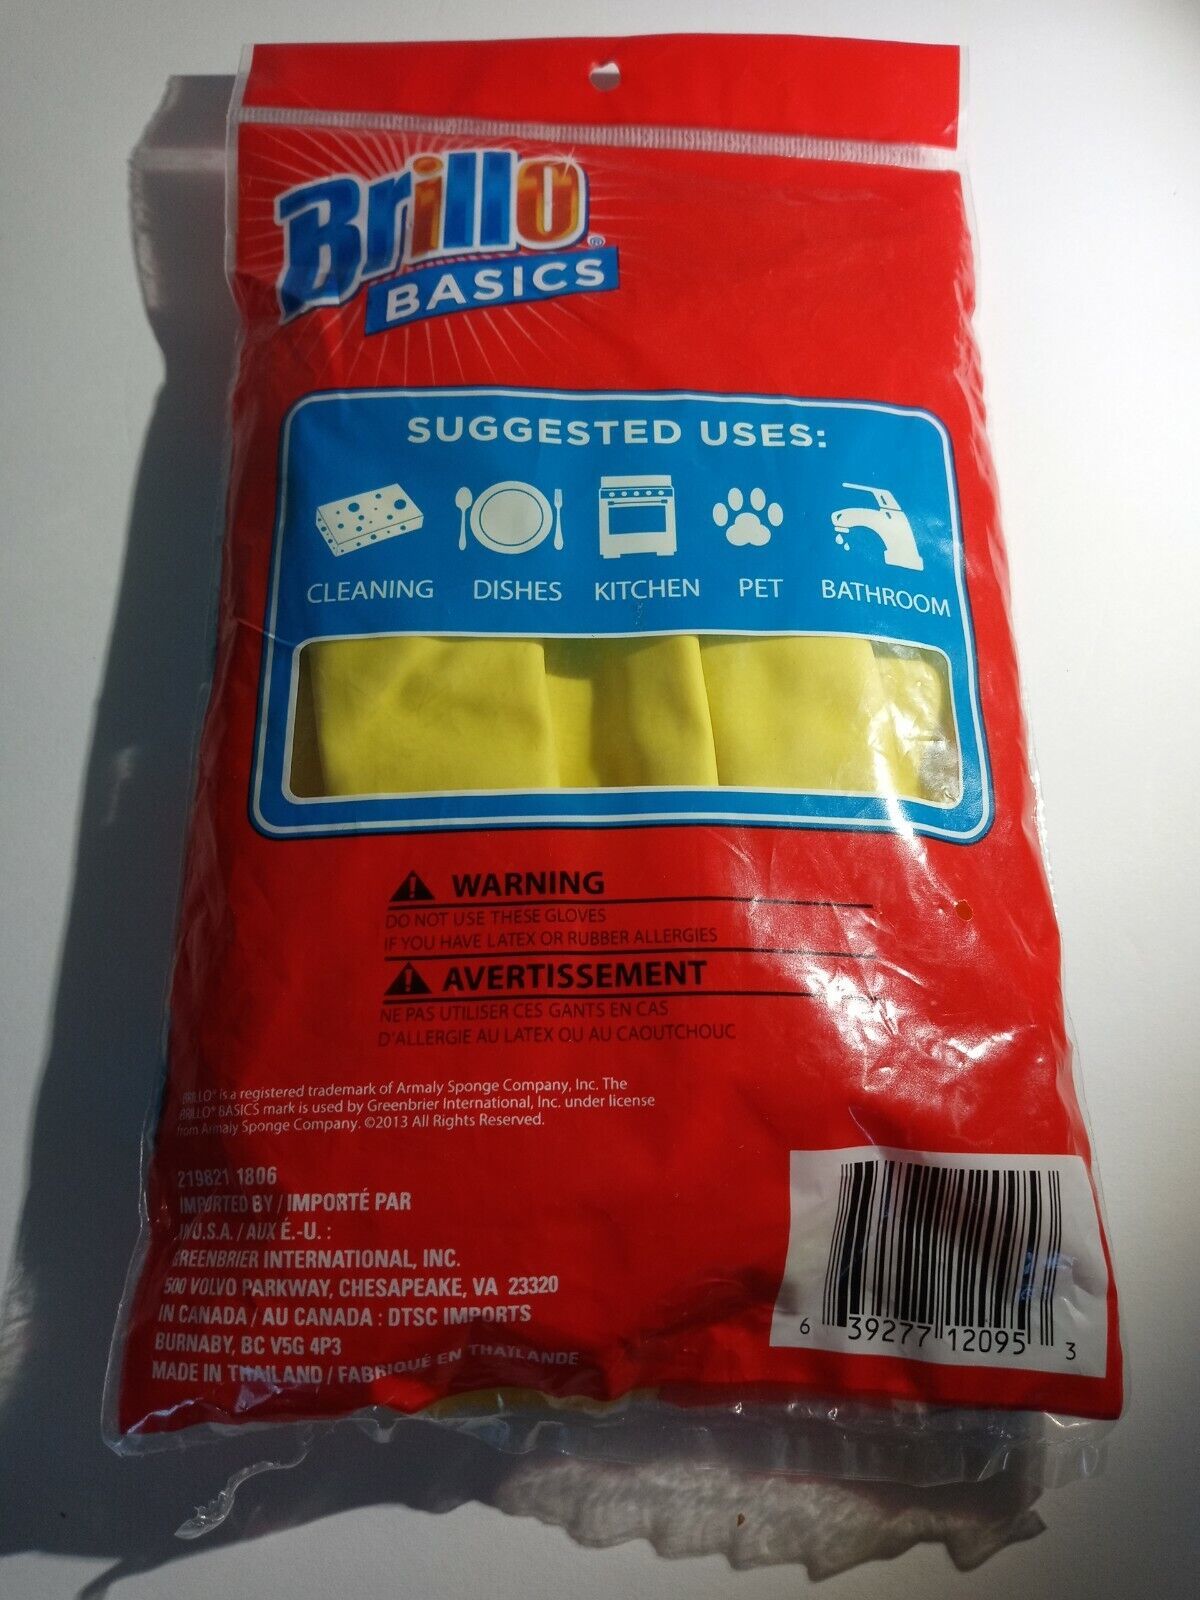 Brillo®
BASICS
SUGGESTED USES:
CLEANING DISHES KITCHEN PET BATHROOM
WARNING
DO NOT USE THESE GLOVES
IF YOU HAVE LATEX OR RUBBER ALLERGIES
AVERTISSEMENT
NE PAS UTILISER CES GANTS EN CAS
D'ALLERGIE AU LATEX OU AU CAOUTCHOUC
BRILLO® is a registered trademark of Armaly Sponge Company, Inc. The
BRILLO® BASICS mark is used by Greenbrier International, Inc. under license
from Armaly Sponge Company. ©2013 All Rights Reserved.
219821 1806
IMPORTED BY / IMPORTÉ PAR
IN U.S.A. / AUX É.-U. :
GREENBRIER INTERNATIONAL, INC.
500 VOLVO PARKWAY, CHESAPEAKE, VA 23320
IN CANADA / AU CANADA : DTSC IMPORTS
BURNABY, BC V5G 4P3
MADE IN THAILAND / FABRIQUÉ EN THAÏLANDE
6 39277 12095 3